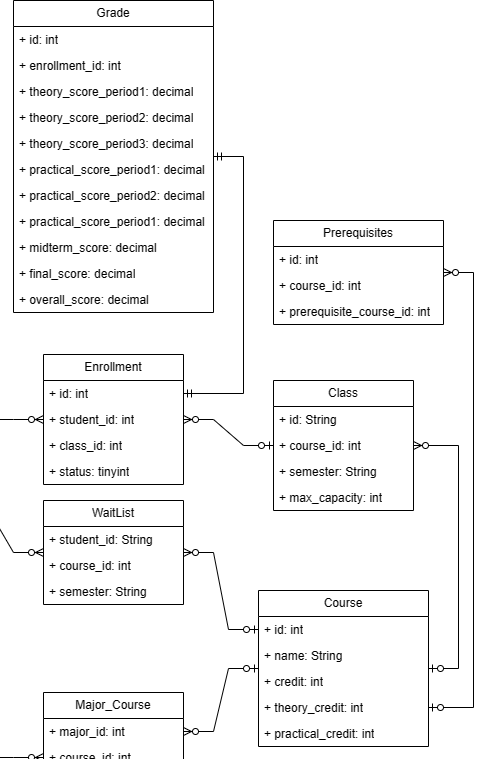 Grade
+ id: int
+ enrollment_id: int
+ theory_score_period1: decimal
+ theory_score_period2: decimal
+ theory_score_period3: decimal
+ practical_score_period1: decimal
+ practical_score_period2: decimal
+ practical_score_period1: decimal
+ midterm_score: decimal
+ final_score: decimal
+ overall_score: decimal
Prerequisites
+ id: int
+ course_id: int
+ prerequisite_course_id: int
Enrollment
+ id: int
+ student_id: int
+ class_id: int
+ status: tinyint
Class
+ id: String
+ course_id: int
+ semester: String
+ max_capacity: int
WaitList
+ student_id: String
+ course_id: int
+ semester: String
Course
+ id: int
+ name: String
+ credit: int
+ theory_credit: int
+ practical_credit: int
Major_Course
+ major_id: int
+ course_id: int